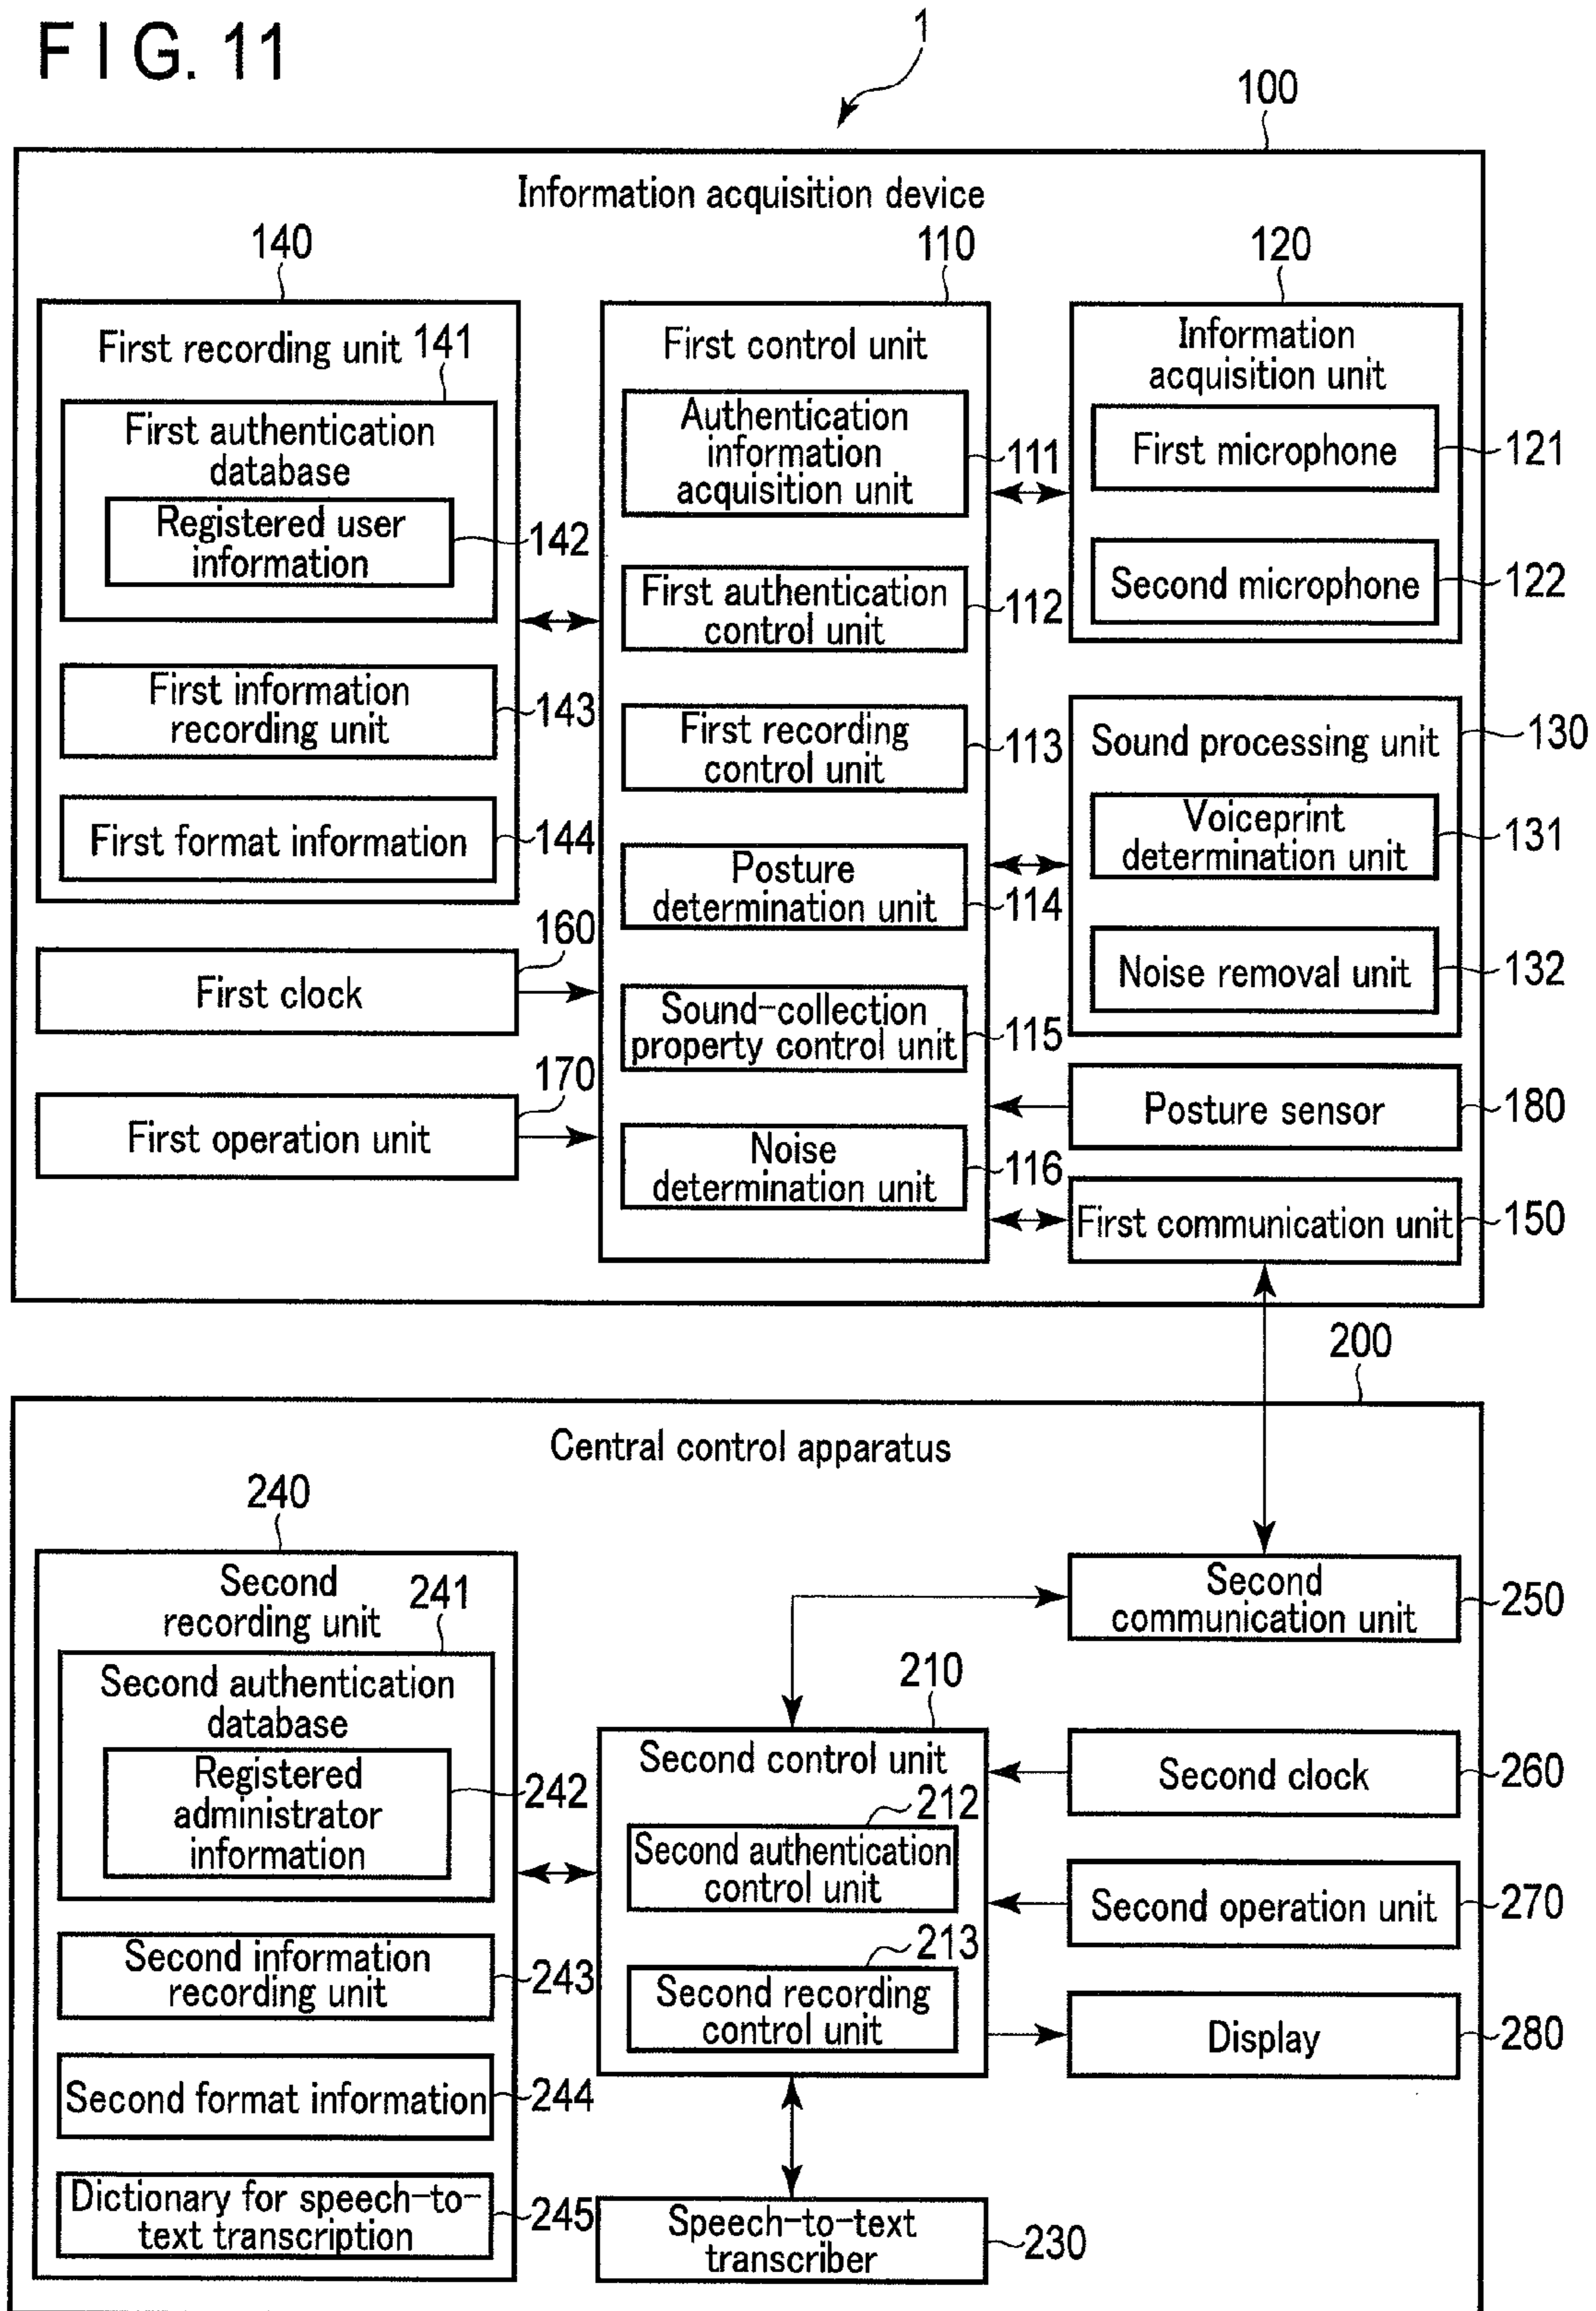 FIG. 11
1
100
Information acquisition device
140
110
120
First recording unit 141
First authentication
database
Registered user
information
142
First information
recording unit
143
First format information
144
160
First clock
170
First operation unit
First control unit
Authentication
information
acquisition unit
111
First authentication
control unit
112
First recording
control unit
113
Posture
determination unit
114
Sound-collection
property control unit
115
Noise
determination unit
116
Information
acquisition unit
First microphone
121
Second microphone
122
Sound processing unit
130
Voiceprint
determination unit
131
Noise removal unit
132
Posture sensor
180
First communication unit
150
200
Central control apparatus
240
Second
recording unit
241
Second authentication
database
Registered
administrator
information
242
Second information
recording unit
243
Second format information
244
Dictionary for speech-to-
text transcription
245
210
Second control unit
212
Second authentication
control unit
213
Second recording
control unit
Speech-to-text
transcriber
230
Second
communication unit
250
Second clock
260
Second operation unit
270
Display
280